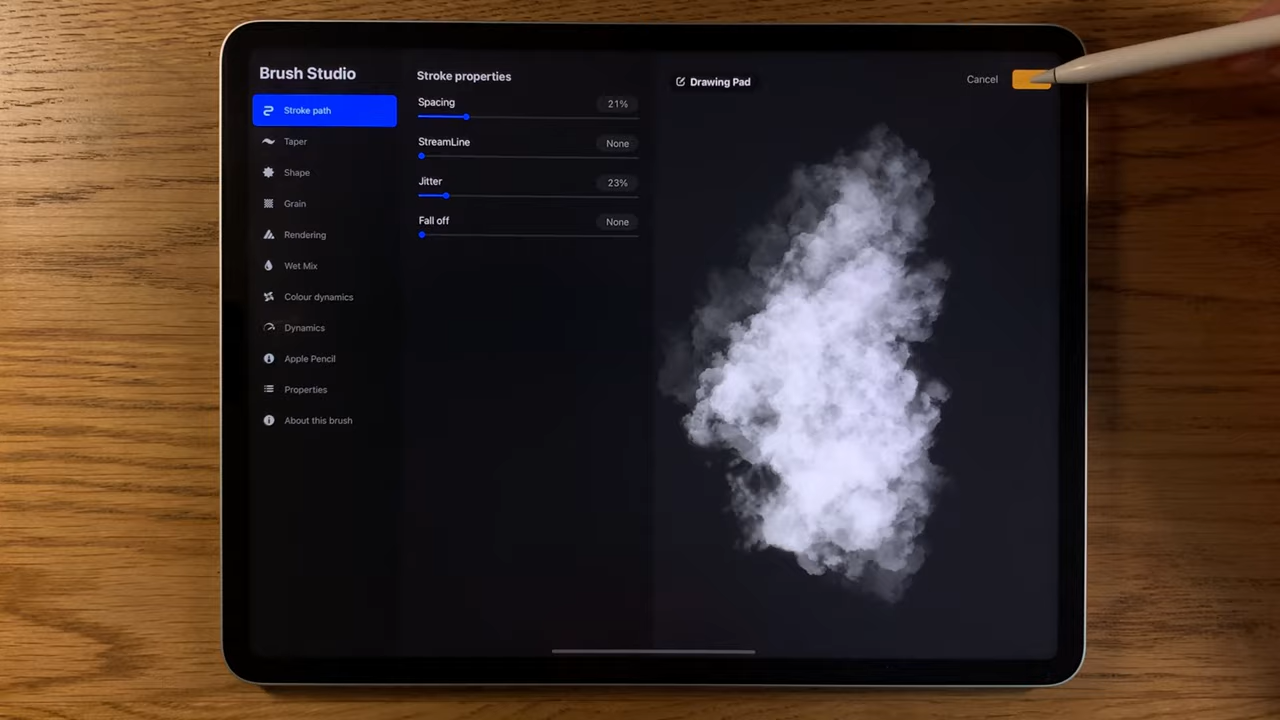 Brush Studio
Stroke path
Taper
Shape
Grain
Rendering
Wet Mix
Colour dynamics
Dynamics
Apple Pencil
Properties
About this brush
Stroke properties
Spacing 21%
StreamLine None
Jitter 23%
Fall off None
Drawing Pad
Cancel